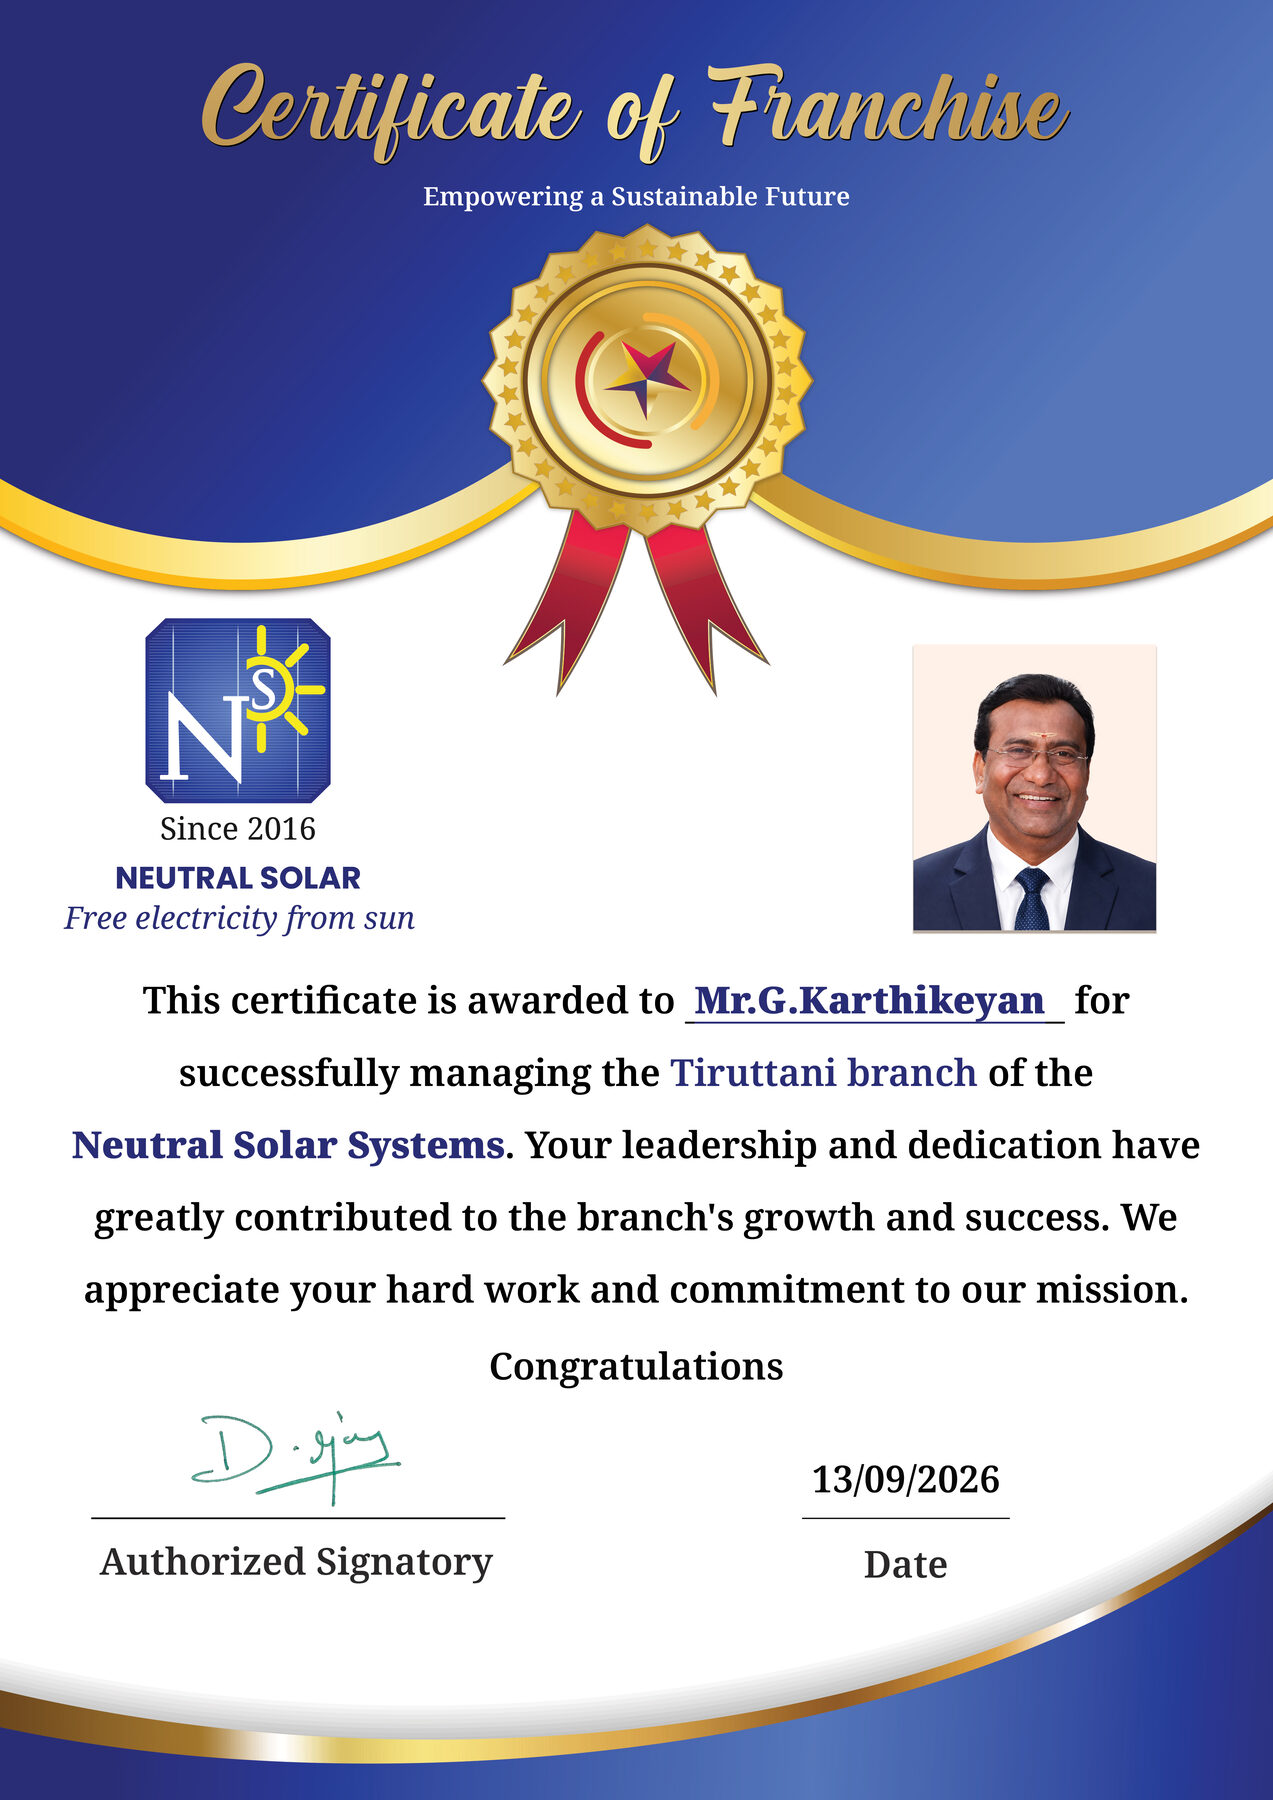 Certificate of Franchise
Empowering a Sustainable Future
NS
Since 2016
NEUTRAL SOLAR
Free electricity from sun
This certificate is awarded to Mr.G.Karthikeyan for
successfully managing the Tiruttani branch of the
Neutral Solar Systems. Your leadership and dedication have
greatly contributed to the branch's growth and success. We
appreciate your hard work and commitment to our mission.
Congratulations
13/09/2026
Authorized Signatory
Date